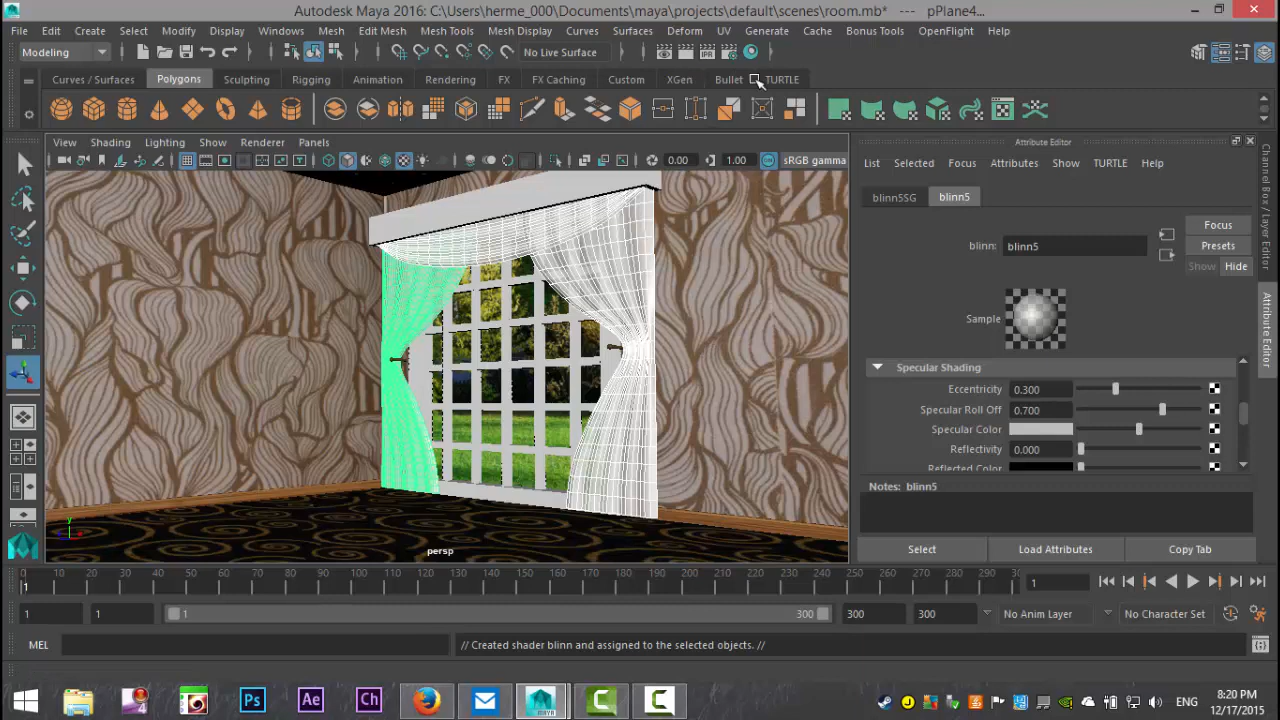 Autodesk Maya 2016: C:\Users\herme_000\Documents\maya\projects\default\scenes\room.mb* --- pPlane4...
File Edit Create Select Modify Display Windows Mesh Edit Mesh Mesh Tools Mesh Display Curves Surfaces Deform UV Generate Cache Bonus Tools OpenFlight Help
Modeling No Live Surface
Curves / Surfaces Polygons Sculpting Rigging Animation Rendering FX FX Caching Custom XGen Bullet TURTLE
View Shading Lighting Show Renderer Panels
0.00 1.00 sRGB gamma
persp
Attribute Editor
List Selected Focus Attributes Show TURTLE Help
blinn5SG blinn5
Focus
blinn: blinn5 Presets
Show Hide
Sample
Specular Shading
Eccentricity 0.300
Specular Roll Off 0.700
Specular Color
Reflectivity 0.000
Reflected Color
Notes: blinn5
Select Load Attributes Copy Tab
Channel Box / Layer Editor
Attribute Editor
0 10 20 30 40 50 60 70 80 90 100 110 120 130 140 150 160 170 180 190 200 210 220 230 240 250 260 270 280 290
1 1
1 1 1 300 300 300 No Anim Layer No Character Set
MEL // Created shader blinn and assigned to the selected objects. //
Ps Ae Ch MAYA C C ENG 8:20 PM
12/17/2015